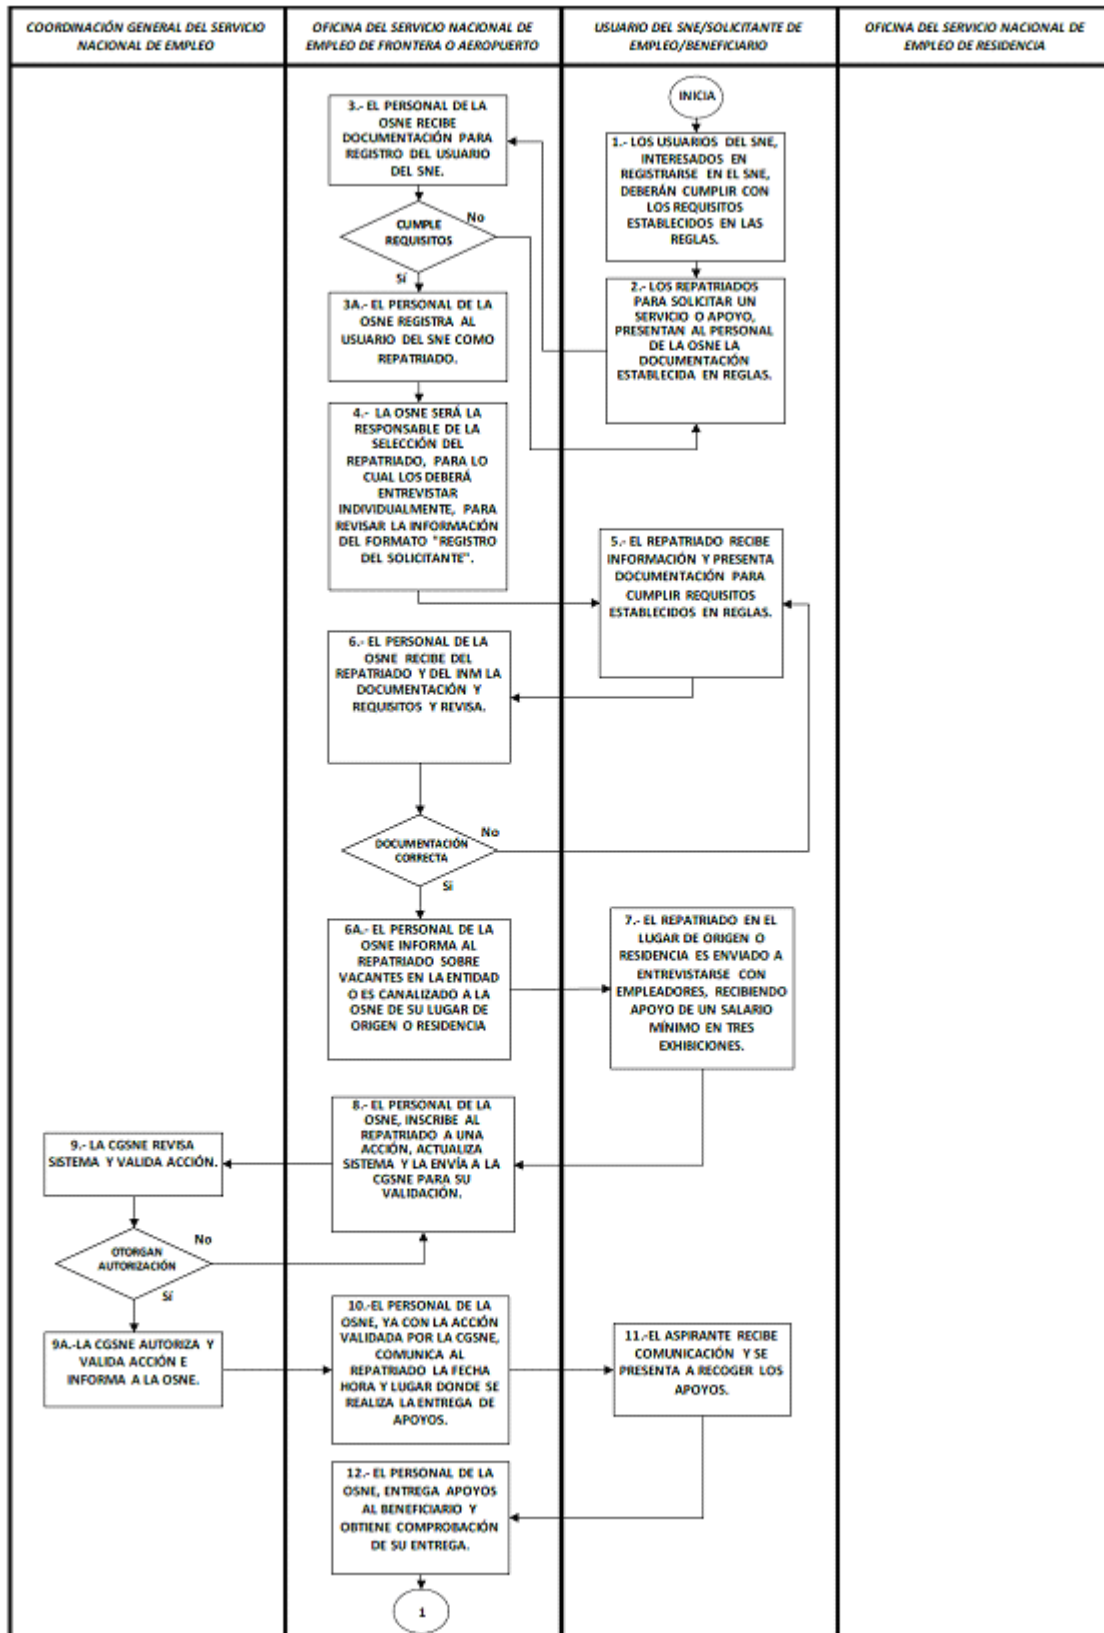 COORDINACIÓN GENERAL DEL SERVICIO
NACIONAL DE EMPLEO
OFICINA DEL SERVICIO NACIONAL DE
EMPLEO DE FRONTERA O AEROPUERTO
USUARIO DEL SNE/SOLICITANTE DE
EMPLEO/BENEFICIARIO
OFICINA DEL SERVICIO NACIONAL DE
EMPLEO DE RESIDENCIA
INICIA
1.- LOS USUARIOS DEL SNE,
INTERESADOS EN
REGISTRARSE EN EL SNE,
DEBERÁN CUMPLIR CON
LOS REQUISITOS
ESTABLECIDOS EN LAS
REGLAS.
2.- LOS REPATRIADOS
PARA SOLICITAR UN
SERVICIO O APOYO,
PRESENTAN AL PERSONAL
DE LA OSNE LA
DOCUMENTACIÓN
ESTABLECIDA EN REGLAS.
3.- EL PERSONAL DE LA
OSNE RECIBE
DOCUMENTACIÓN PARA
REGISTRO DEL USUARIO
DEL SNE.
CUMPLE
REQUISITOS
No
Sí
3A.- EL PERSONAL DE LA
OSNE REGISTRA AL
USUARIO DEL SNE COMO
REPATRIADO.
4.- LA OSNE SERÁ LA
RESPONSABLE DE LA
SELECCIÓN DEL
REPATRIADO, PARA LO
CUAL LOS DEBERÁ
ENTREVISTAR
INDIVIDUALMENTE, PARA
REVISAR LA INFORMACIÓN
DEL FORMATO "REGISTRO
DEL SOLICITANTE".
5.- EL REPATRIADO RECIBE
INFORMACIÓN Y PRESENTA
DOCUMENTACIÓN PARA
CUMPLIR REQUISITOS
ESTABLECIDOS EN REGLAS.
6.- EL PERSONAL DE LA
OSNE RECIBE DEL
REPATRIADO Y DEL INM LA
DOCUMENTACIÓN Y
REQUISITOS Y REVISA.
DOCUMENTACIÓN
CORRECTA
No
Sí
6A.- EL PERSONAL DE LA
OSNE INFORMA AL
REPATRIADO SOBRE
VACANTES EN LA ENTIDAD
O ES CANALIZADO A LA
OSNE DE SU LUGAR DE
ORIGEN O RESIDENCIA
7.- EL REPATRIADO EN EL
LUGAR DE ORIGEN O
RESIDENCIA ES ENVIADO A
ENTREVISTARSE CON
EMPLEADORES, RECIBIENDO
APOYO DE UN SALARIO
MÍNIMO EN TRES
EXHIBICIONES.
8.- EL PERSONAL DE LA
OSNE, INSCRIBE AL
REPATRIADO A UNA
ACCIÓN, ACTUALIZA
SISTEMA Y LA ENVÍA A LA
CGSNE PARA SU
VALIDACIÓN.
9.- LA CGSNE REVISA
SISTEMA Y VALIDA ACCIÓN.
OTORGAN
AUTORIZACIÓN
No
Sí
9A.-LA CGSNE AUTORIZA Y
VALIDA ACCIÓN E
INFORMA A LA OSNE.
10.-EL PERSONAL DE LA
OSNE, YA CON LA ACCIÓN
VALIDADA POR LA CGSNE,
COMUNICA AL
REPATRIADO LA FECHA
HORA Y LUGAR DONDE SE
REALIZA LA ENTREGA DE
APOYOS.
11.-EL ASPIRANTE RECIBE
COMUNICACIÓN Y SE
PRESENTA A RECOGER LOS
APOYOS.
12.- EL PERSONAL DE LA
OSNE, ENTREGA APOYOS
AL BENEFICIARIO Y
OBTIENE COMPROBACIÓN
DE SU ENTREGA.
1